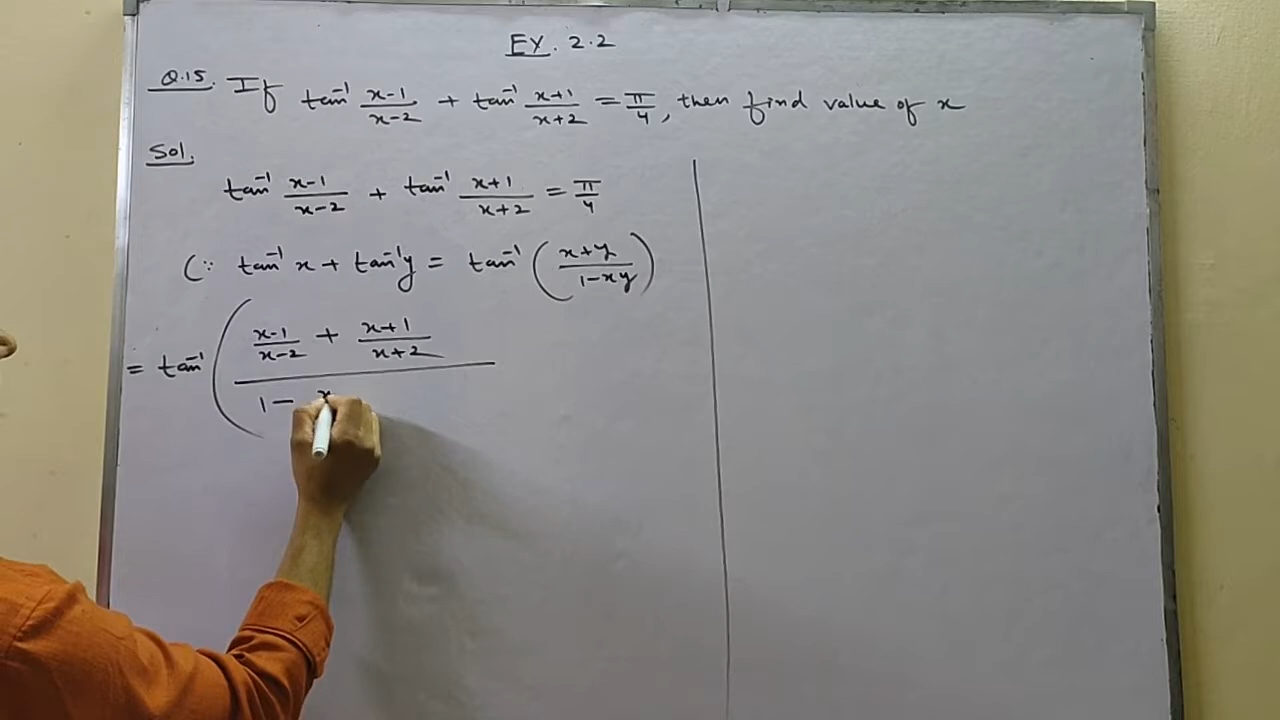 EX. 2.2
Q.15. If tan⁻¹ (x-1)/(x-2) + tan⁻¹ (x+1)/(x+2) = π/4, then find value of x
Sol.
tan⁻¹ (x-1)/(x-2) + tan⁻¹ (x+1)/(x+2) = π/4
(∵ tan⁻¹ x + tan⁻¹ y = tan⁻¹ ((x+y)/(1-xy))
= tan⁻¹ (((x-1)/(x-2) + (x+1)/(x+2))/(1 - x